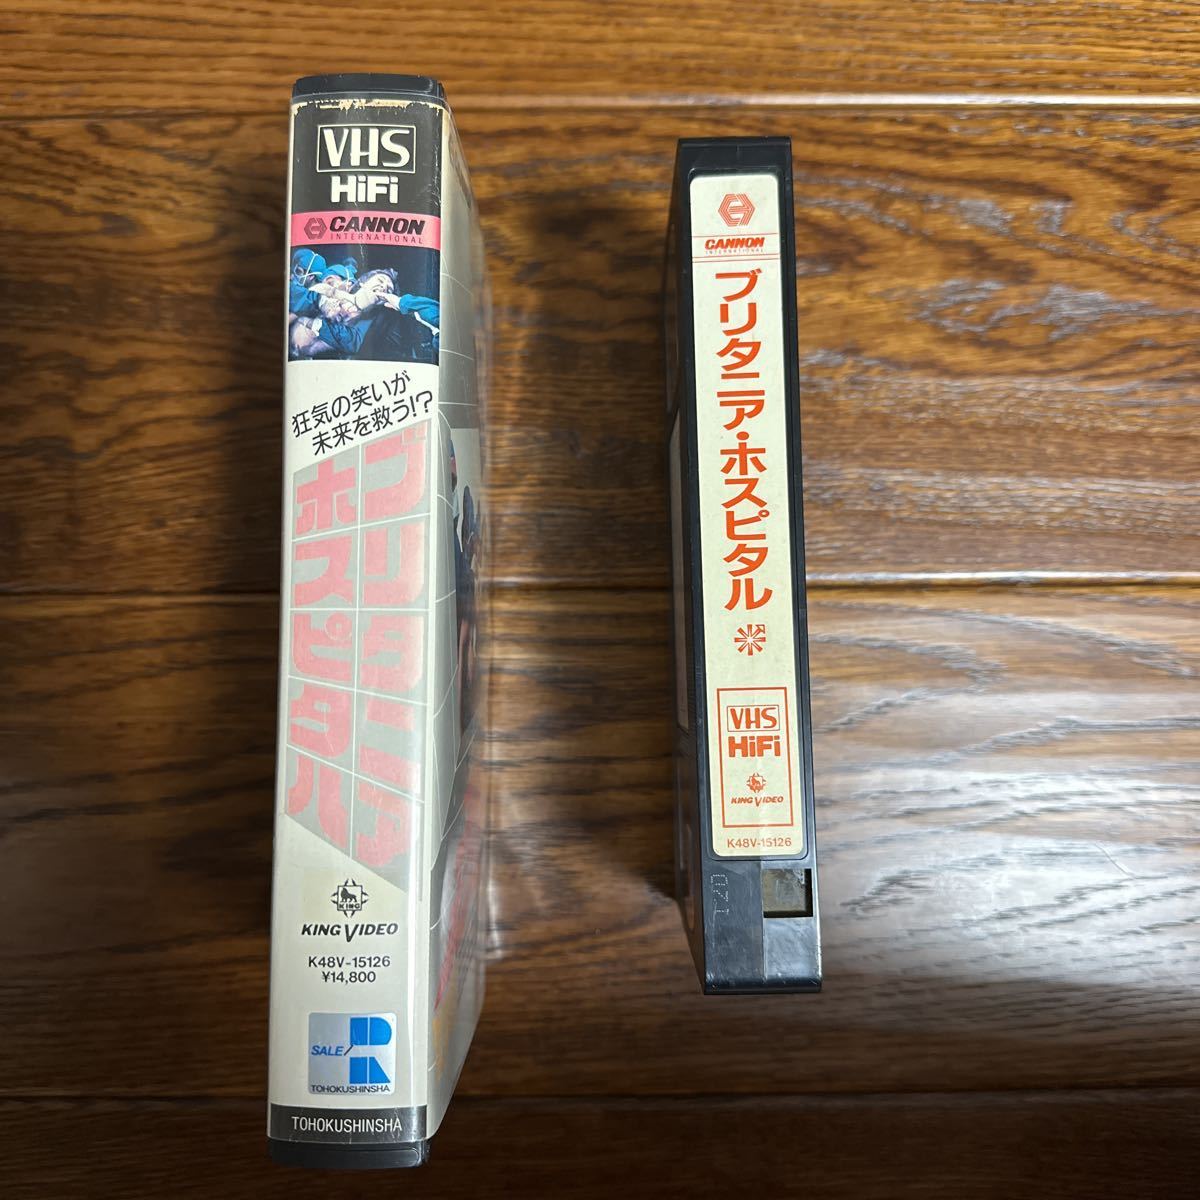 VHS
HiFi
CANNON
INTERNATIONAL
狂気の笑いが
未来を救う!?
ブリタニア
ホスピタル
KING
KING VIDEO
K48V-15126
¥14,800
SALE/R
TOHOKUSHINSHA
TOHOKUSHINSHA
CANNON
INTERNATIONAL
ブリタニア・ホスピタル
VHS
HiFi
KING VIDEO
K48V-15126